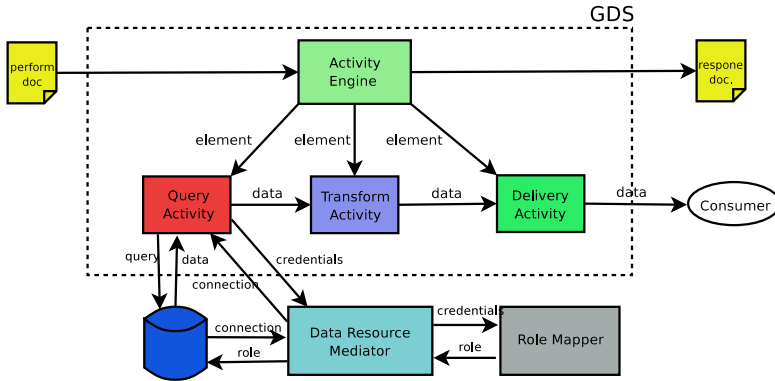 GDS
perform
doc
Activity
Engine
respone
doc.
element
element
element
Query
Activity
data
Transform
Activity
data
Delivery
Activity
data
Consumer
query
data
credentials
connection
connection
role
Data Resource
Mediator
credentials
role
Role Mapper